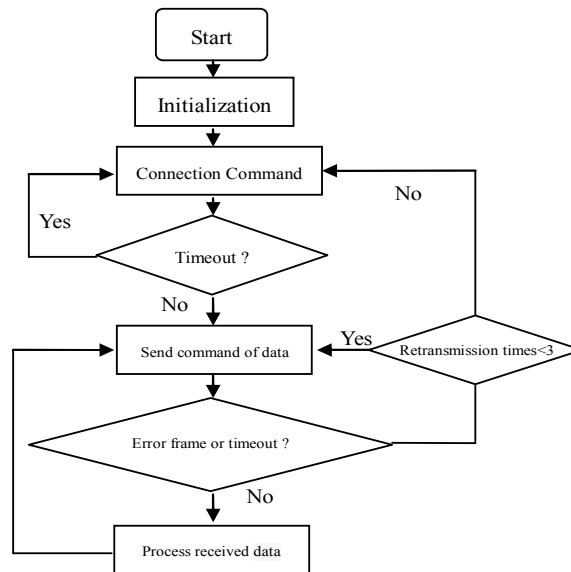 Start
Initialization
Connection Command
No
Yes
Timeout ?
No
Send command of data
Yes
Retransmission times<3
Error frame or timeout ?
No
Process received data